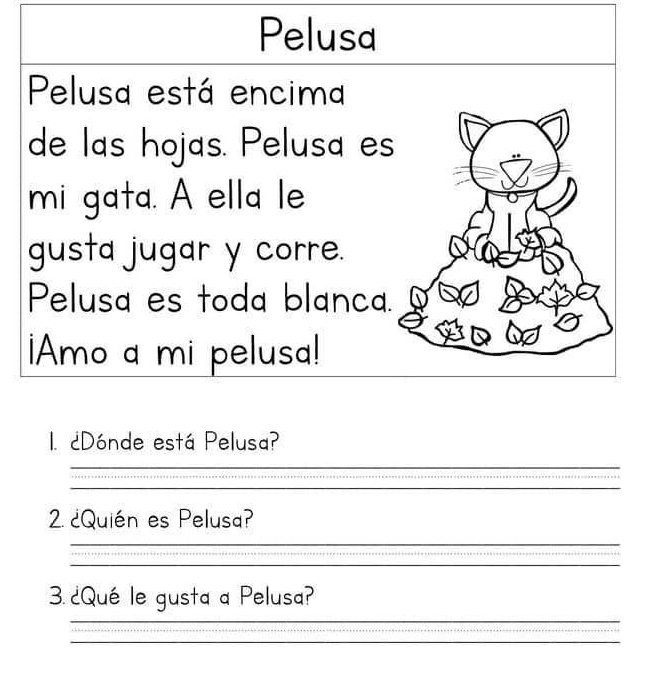 Pelusa
Pelusa está encima
de las hojas. Pelusa es
mi gata. A ella le
gusta jugar y corre.
Pelusa es toda blanca.
¡Amo a mi pelusa!
1. ¿Dónde está Pelusa?
2. ¿Quién es Pelusa?
3. ¿Qué le gusta a Pelusa?